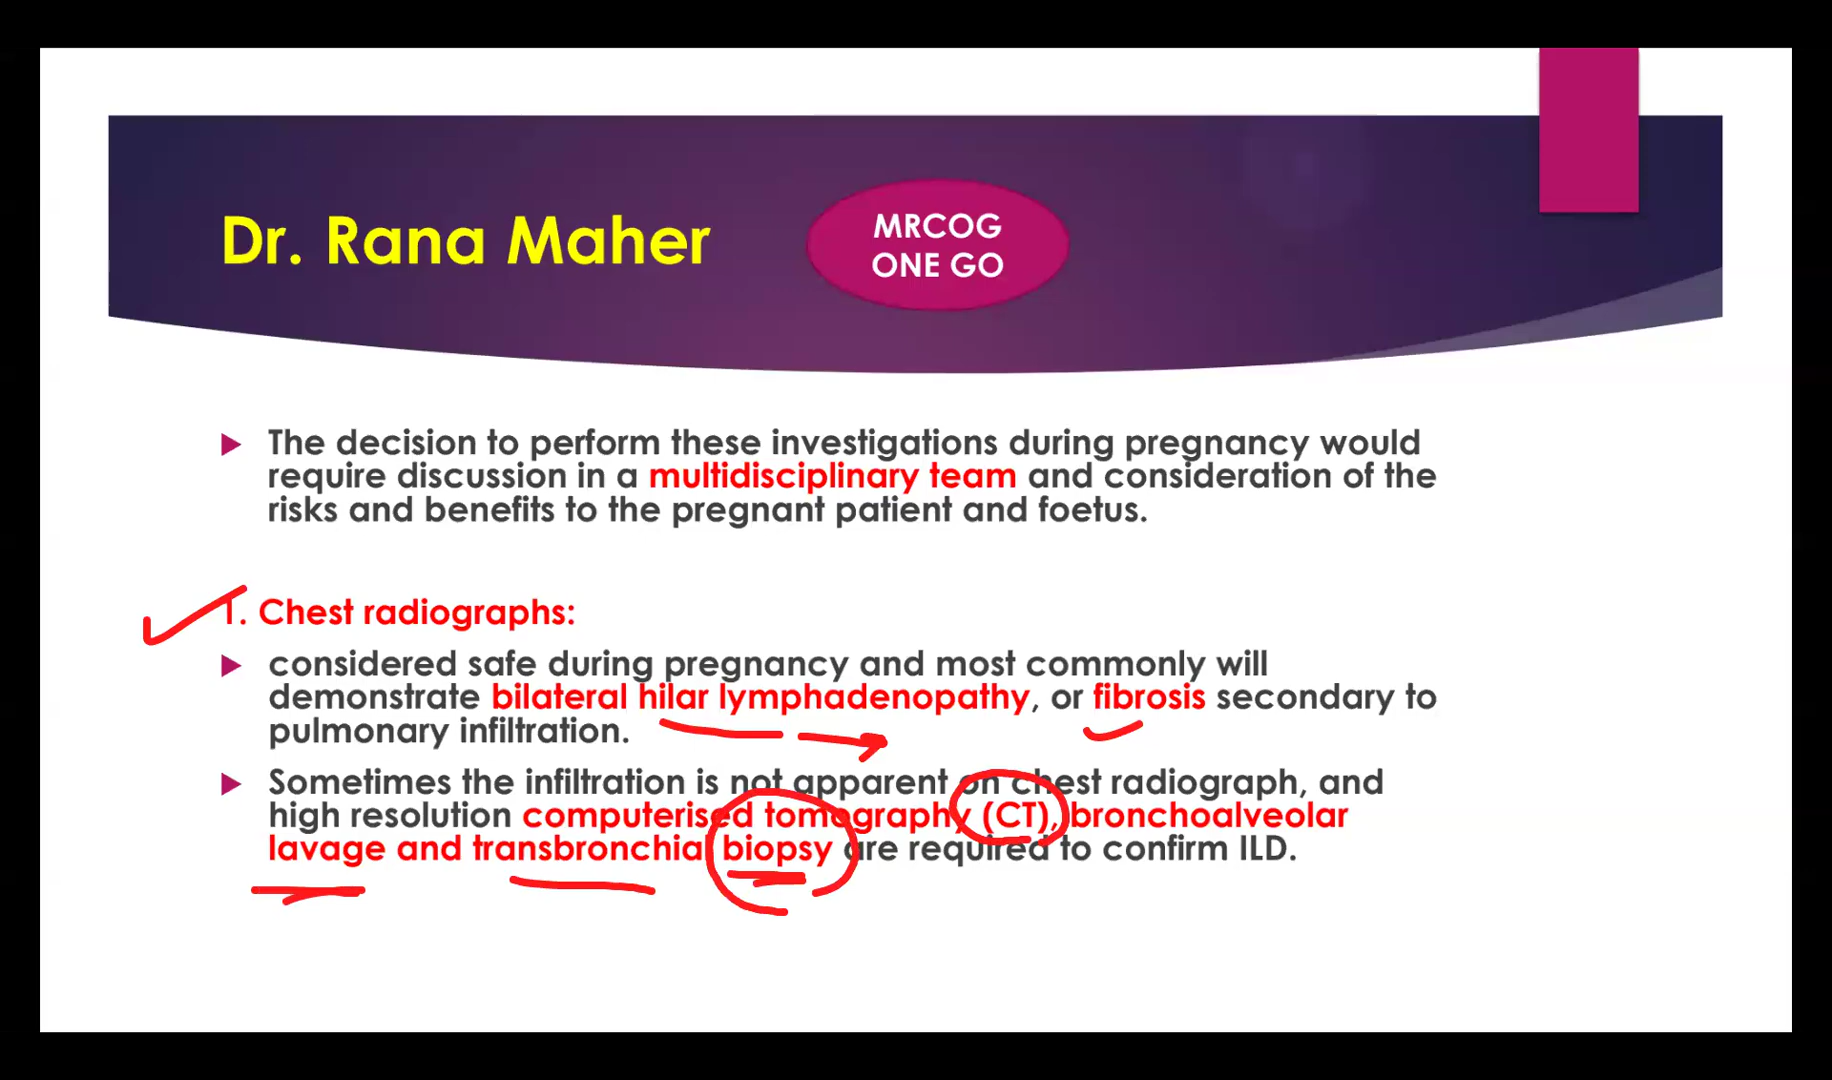 Dr. Rana Maher
MRCOG
ONE GO
The decision to perform these investigations during pregnancy would
require discussion in a multidisciplinary team and consideration of the
risks and benefits to the pregnant patient and foetus.
1. Chest radiographs:
considered safe during pregnancy and most commonly will
demonstrate bilateral hilar lymphadenopathy, or fibrosis secondary to
pulmonary infiltration.
Sometimes the infiltration is not apparent on chest radiograph, and
high resolution computerised tomography (CT), bronchoalveolar
lavage and transbronchial biopsy are required to confirm ILD.